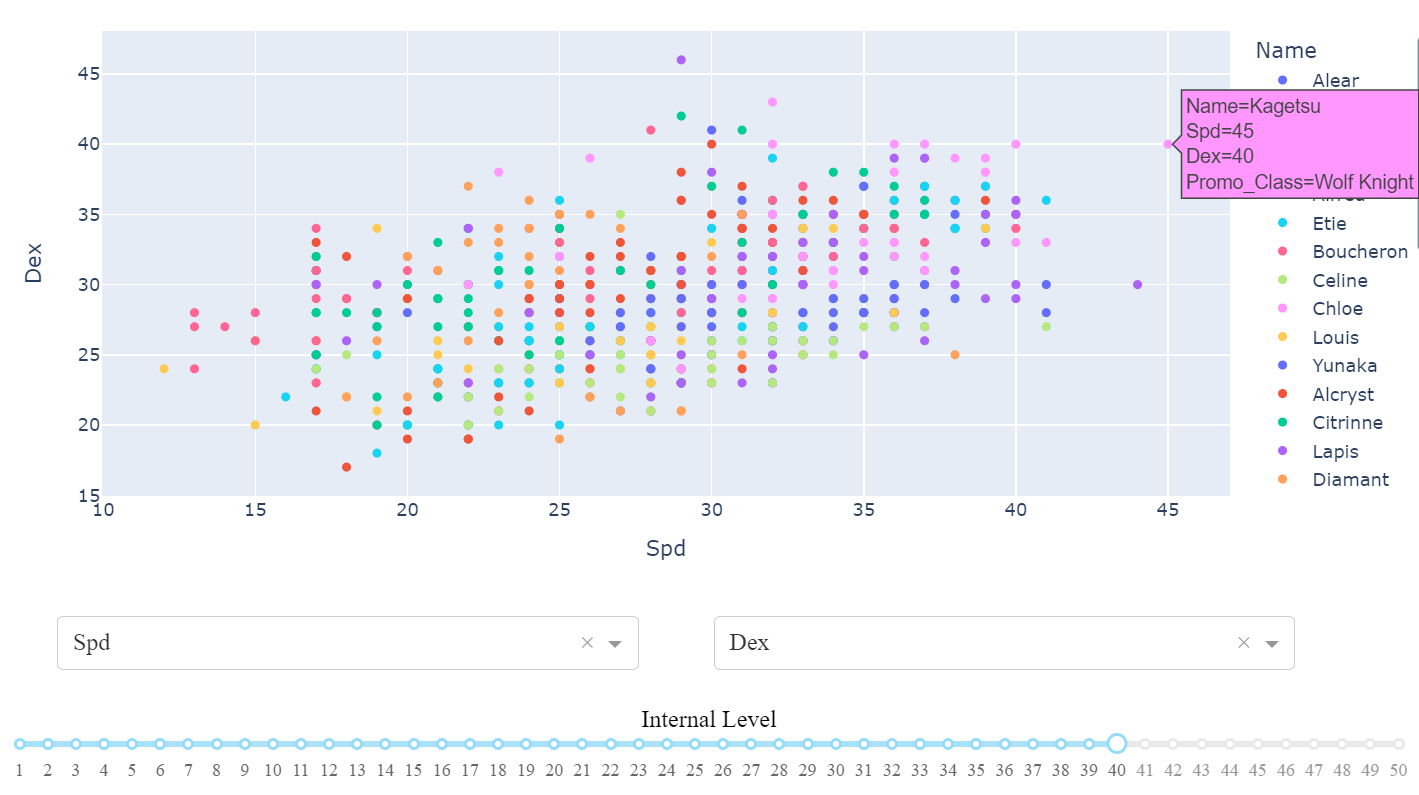 Name
Alear
Name=Kagetsu
Spd=45
Dex=40
Promo_Class=Wolf Knight
Etie
Boucheron
Celine
Chloe
Louis
Yunaka
Alcryst
Citrinne
Lapis
Diamant
Dex
45
40
35
30
25
20
15
10 15 20 25 30 35 40 45
Spd
Spd × Dex ×
Internal Level
1 2 3 4 5 6 7 8 9 10 11 12 13 14 15 16 17 18 19 20 21 22 23 24 25 26 27 28 29 30 31 32 33 34 35 36 37 38 39 40 41 42 43 44 45 46 47 48 49 50